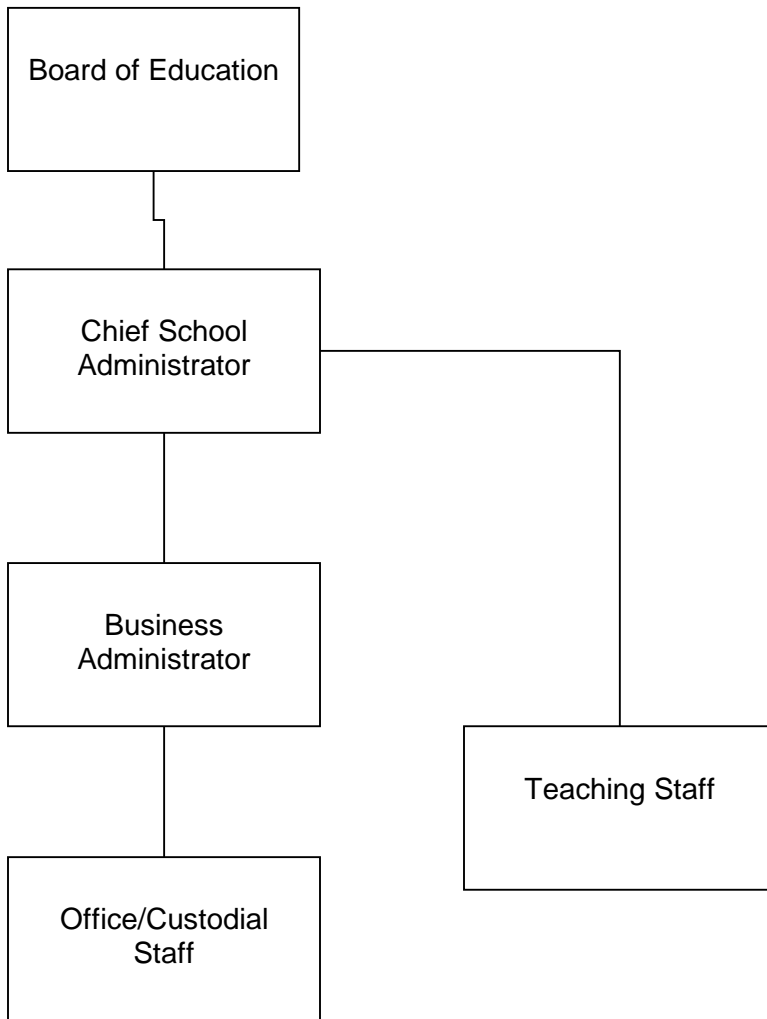 Board of Education
Chief School
Administrator
Business
Administrator
Teaching Staff
Office/Custodial
Staff